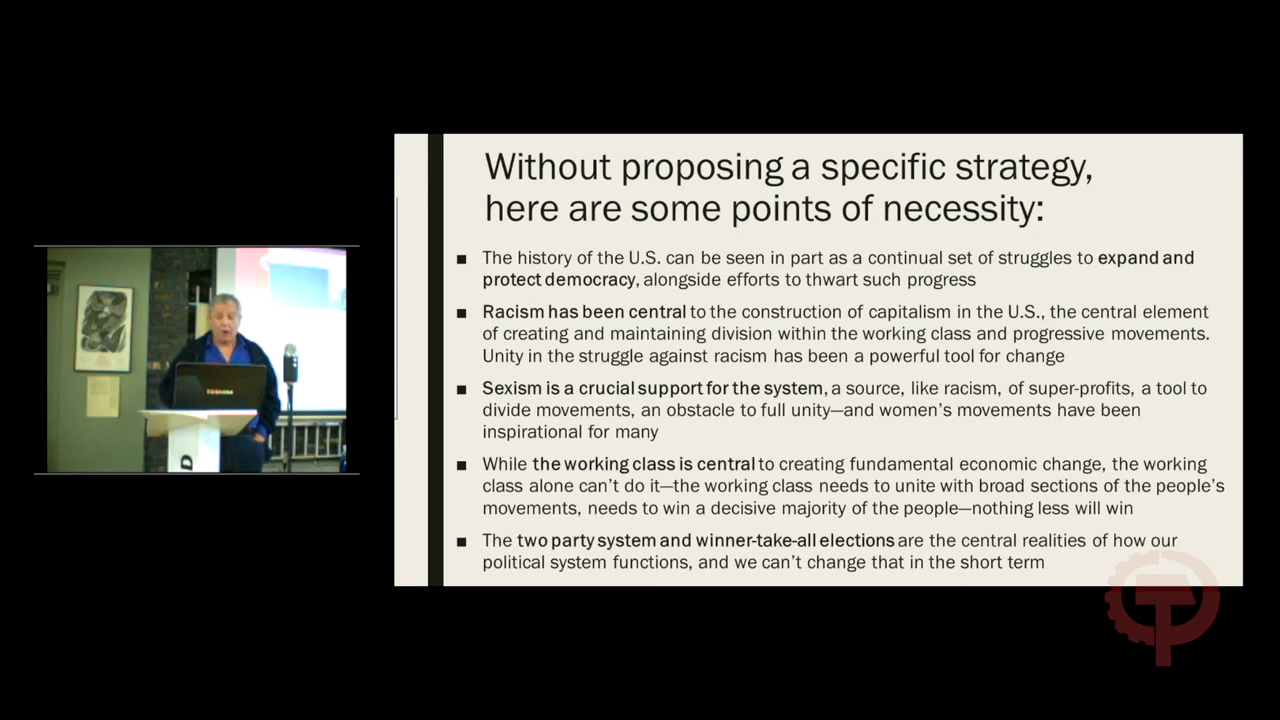 Without proposing a specific strategy,
here are some points of necessity:
■ The history of the U.S. can be seen in part as a continual set of struggles to expand and
protect democracy, alongside efforts to thwart such progress
■ Racism has been central to the construction of capitalism in the U.S., the central element
of creating and maintaining division within the working class and progressive movements.
Unity in the struggle against racism has been a powerful tool for change
■ Sexism is a crucial support for the system, a source, like racism, of super-profits, a tool to
divide movements, an obstacle to full unity—and women's movements have been
inspirational for many
■ While the working class is central to creating fundamental economic change, the working
class alone can't do it—the working class needs to unite with broad sections of the people's
movements, needs to win a decisive majority of the people—nothing less will win
■ The two party system and winner-take-all elections are the central realities of how our
political system functions, and we can't change that in the short term
TOSHIBA
D